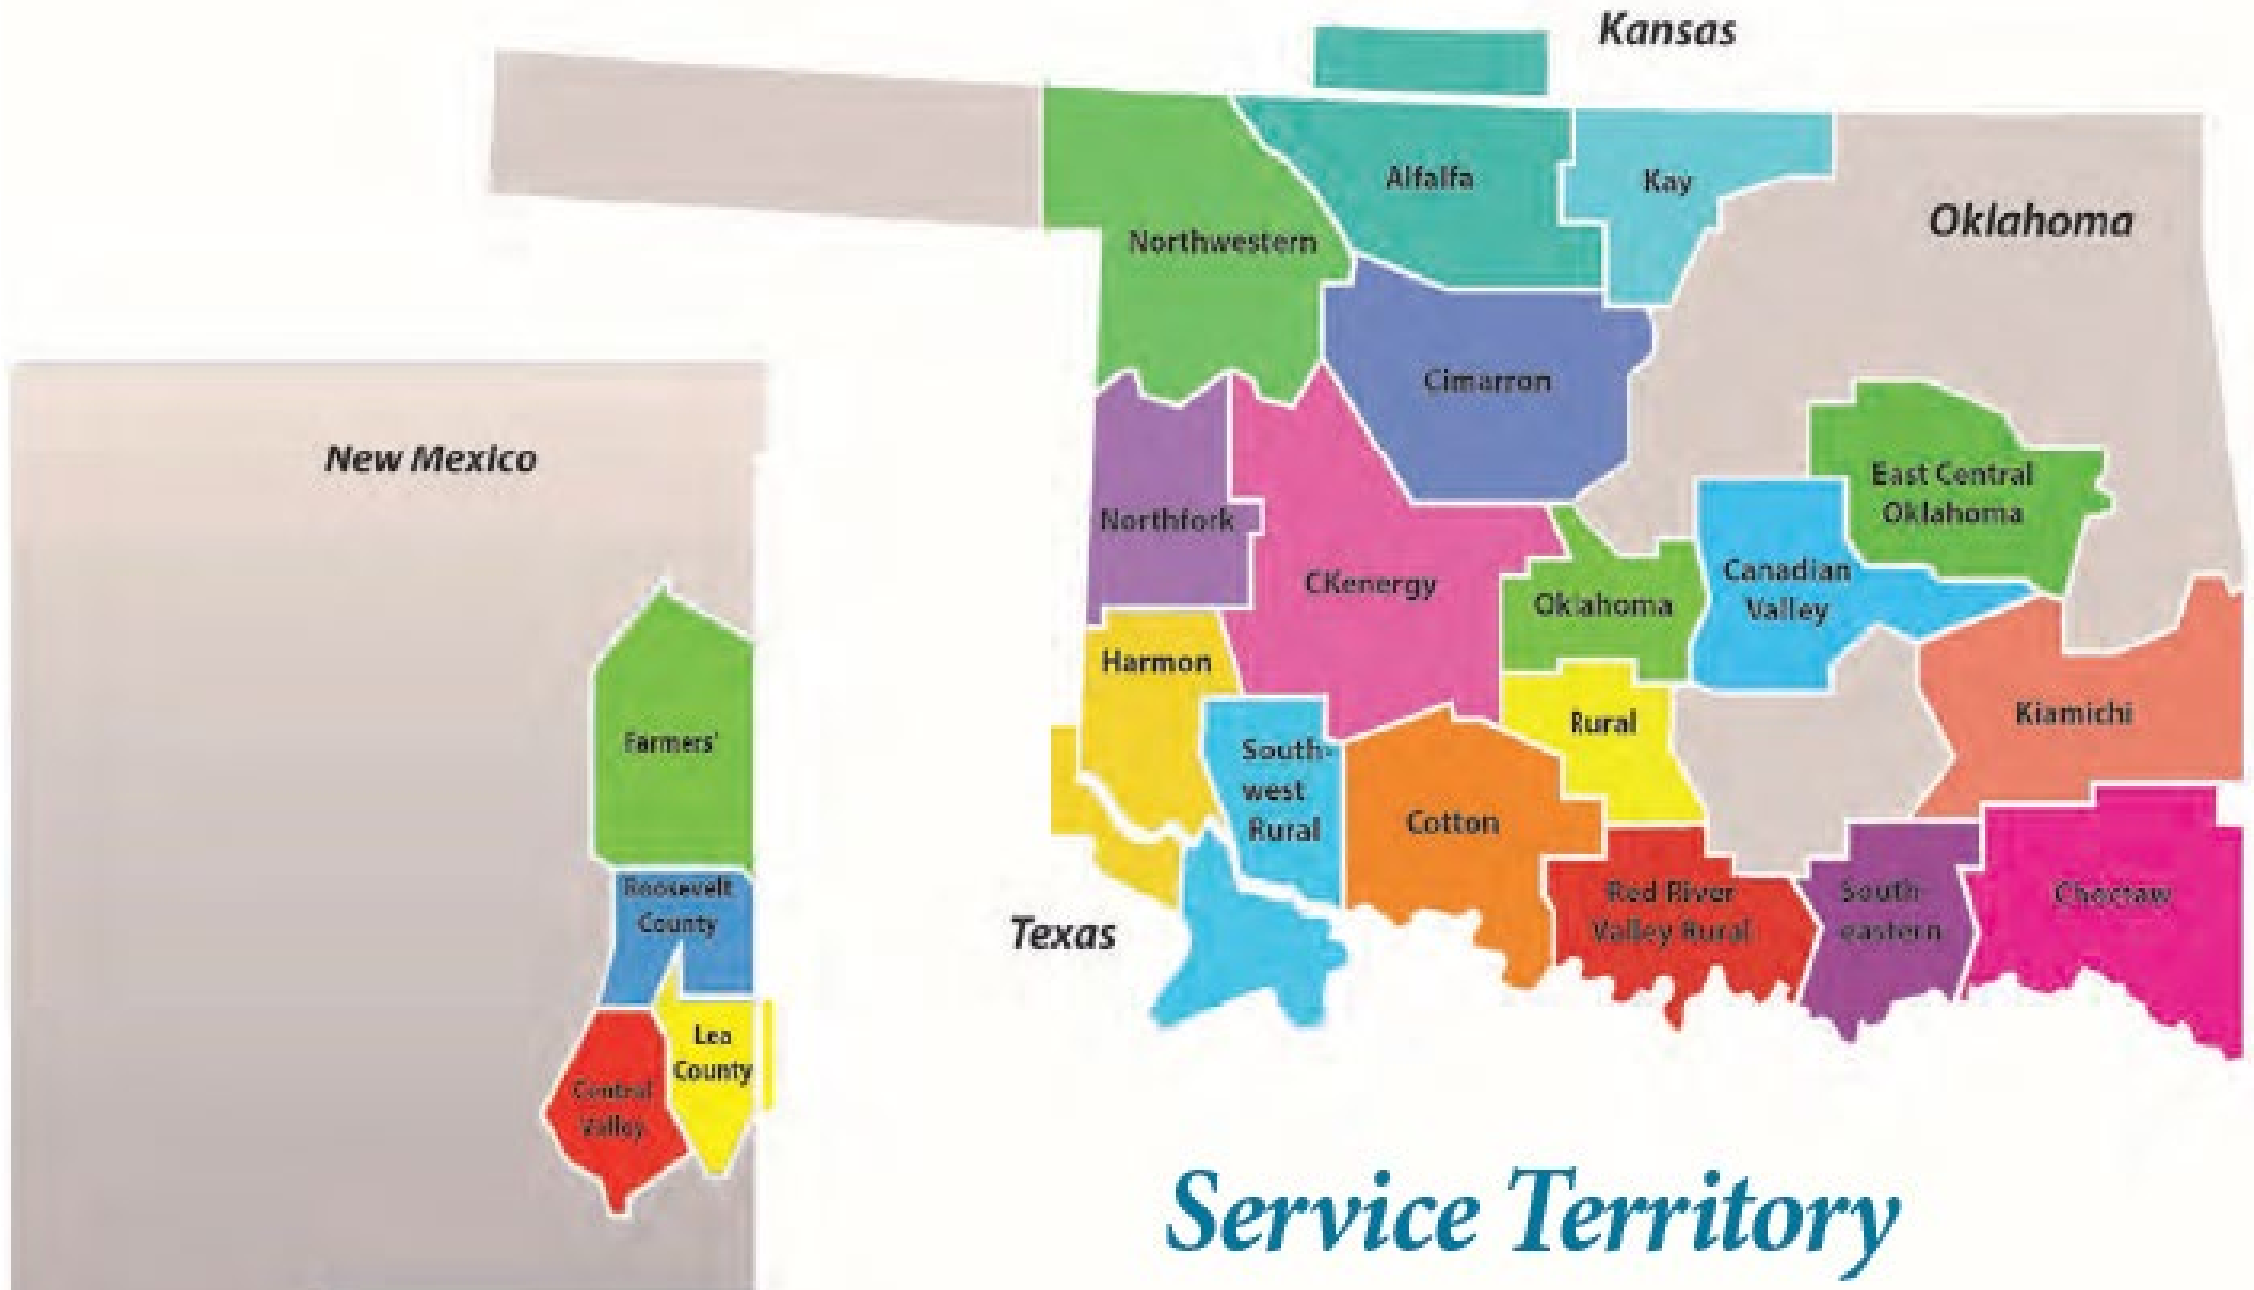 Kansas
Alfalfa
Kay
Oklahoma
Northwestern
Cimarron
New Mexico
East Central
Oklahoma
Northfork
Canadian
Valley
CKenergy
Oklahoma
Harmon
Rural
Kiamichi
Farmers'
South-
west
Rural
Cotton
Roosevelt
County
Red River
Valley Rural
South
eastern
Choctaw
Texas
Lea
County
Central
Valley
Service Territory